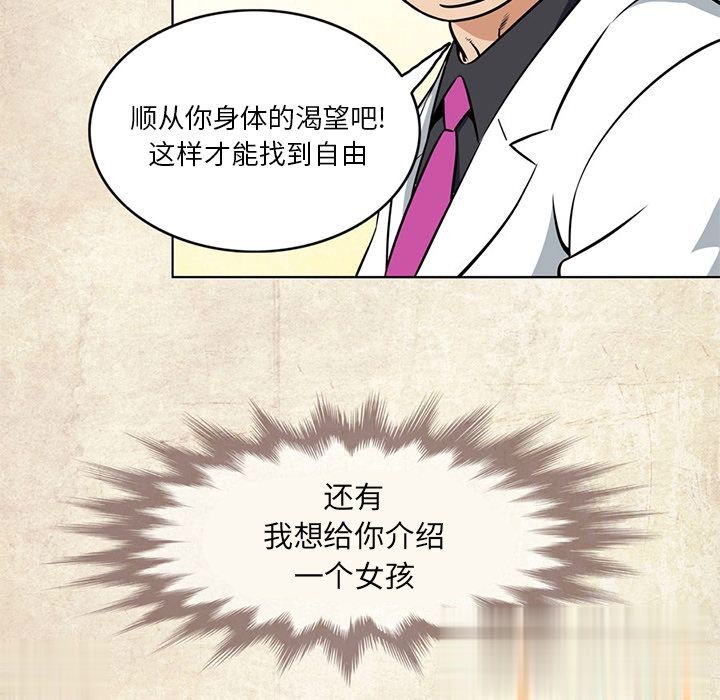 顺从你身体的渴望吧!
这样才能找到自由
还有
我想给你介绍
一个女孩